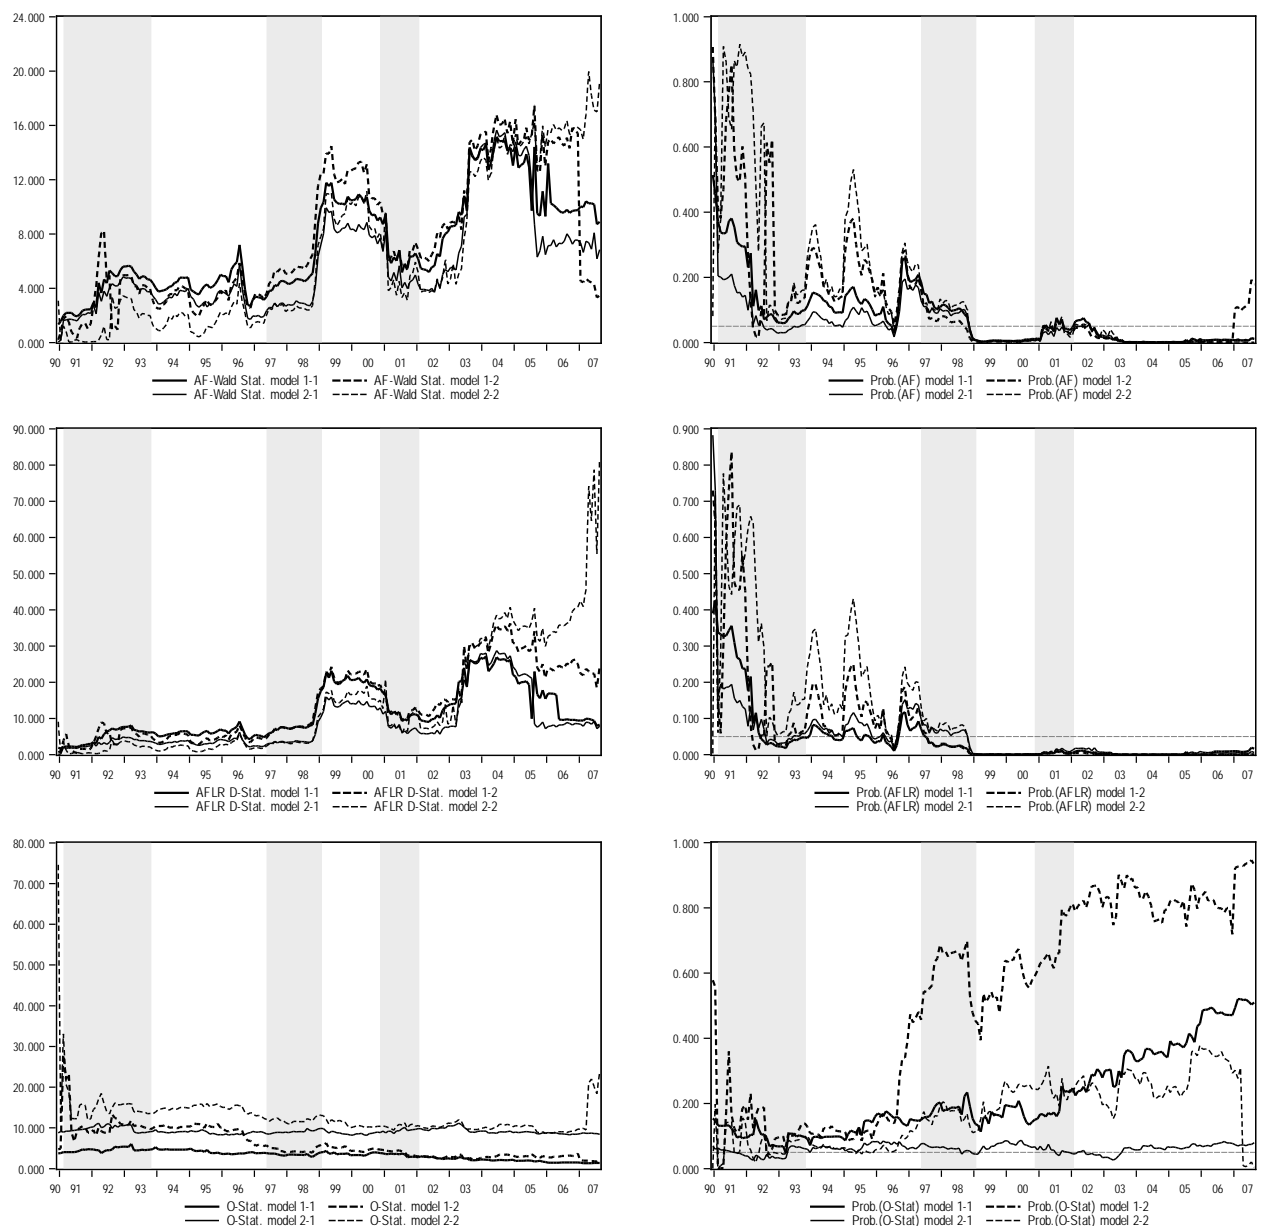 24.000
20.000
16.000
12.000
8.000
4.000
0.000
90 91 92 93 94 95 96 97 98 99 00 01 02 03 04 05 06 07
AF-Wald Stat. model 1-1 AF-Wald Stat. model 1-2
AF-Wald Stat. model 2-1 AF-Wald Stat. model 2-2
1.000
0.800
0.600
0.400
0.200
0.000
90 91 92 93 94 95 96 97 98 99 00 01 02 03 04 05 06 07
Prob.(AF) model 1-1 Prob.(AF) model 1-2
Prob.(AF) model 2-1 Prob.(AF) model 2-2
90.000
80.000
70.000
60.000
50.000
40.000
30.000
20.000
10.000
0.000
90 91 92 93 94 95 96 97 98 99 00 01 02 03 04 05 06 07
AFLR D-Stat. model 1-1 AFLR D-Stat. model 1-2
AFLR D-Stat. model 2-1 AFLR D-Stat. model 2-2
0.900
0.800
0.700
0.600
0.500
0.400
0.300
0.200
0.100
0.000
90 91 92 93 94 95 96 97 98 99 00 01 02 03 04 05 06 07
Prob.(AFLR) model 1-1 Prob.(AFLR) model 1-2
Prob.(AFLR) model 2-1 Prob.(AFLR) model 2-2
80.000
70.000
60.000
50.000
40.000
30.000
20.000
10.000
0.000
90 91 92 93 94 95 96 97 98 99 00 01 02 03 04 05 06 07
O-Stat. model 1-1 O-Stat. model 1-2
O-Stat. model 2-1 O-Stat. model 2-2
1.000
0.800
0.600
0.400
0.200
0.000
90 91 92 93 94 95 96 97 98 99 00 01 02 03 04 05 06 07
Prob.(O-Stat) model 1-1 Prob.(O-Stat) model 1-2
Prob.(O-Stat) model 2-1 Prob.(O-Stat) model 2-2